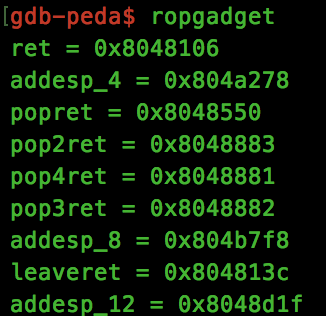 [gdb-peda$ ropgadget
ret = 0x8048106
addesp_4 = 0x804a278
popret = 0x8048550
pop2ret = 0x8048883
pop4ret = 0x8048881
pop3ret = 0x8048882
addesp_8 = 0x804b7f8
leaveret = 0x804813c
addesp_12 = 0x8048d1f